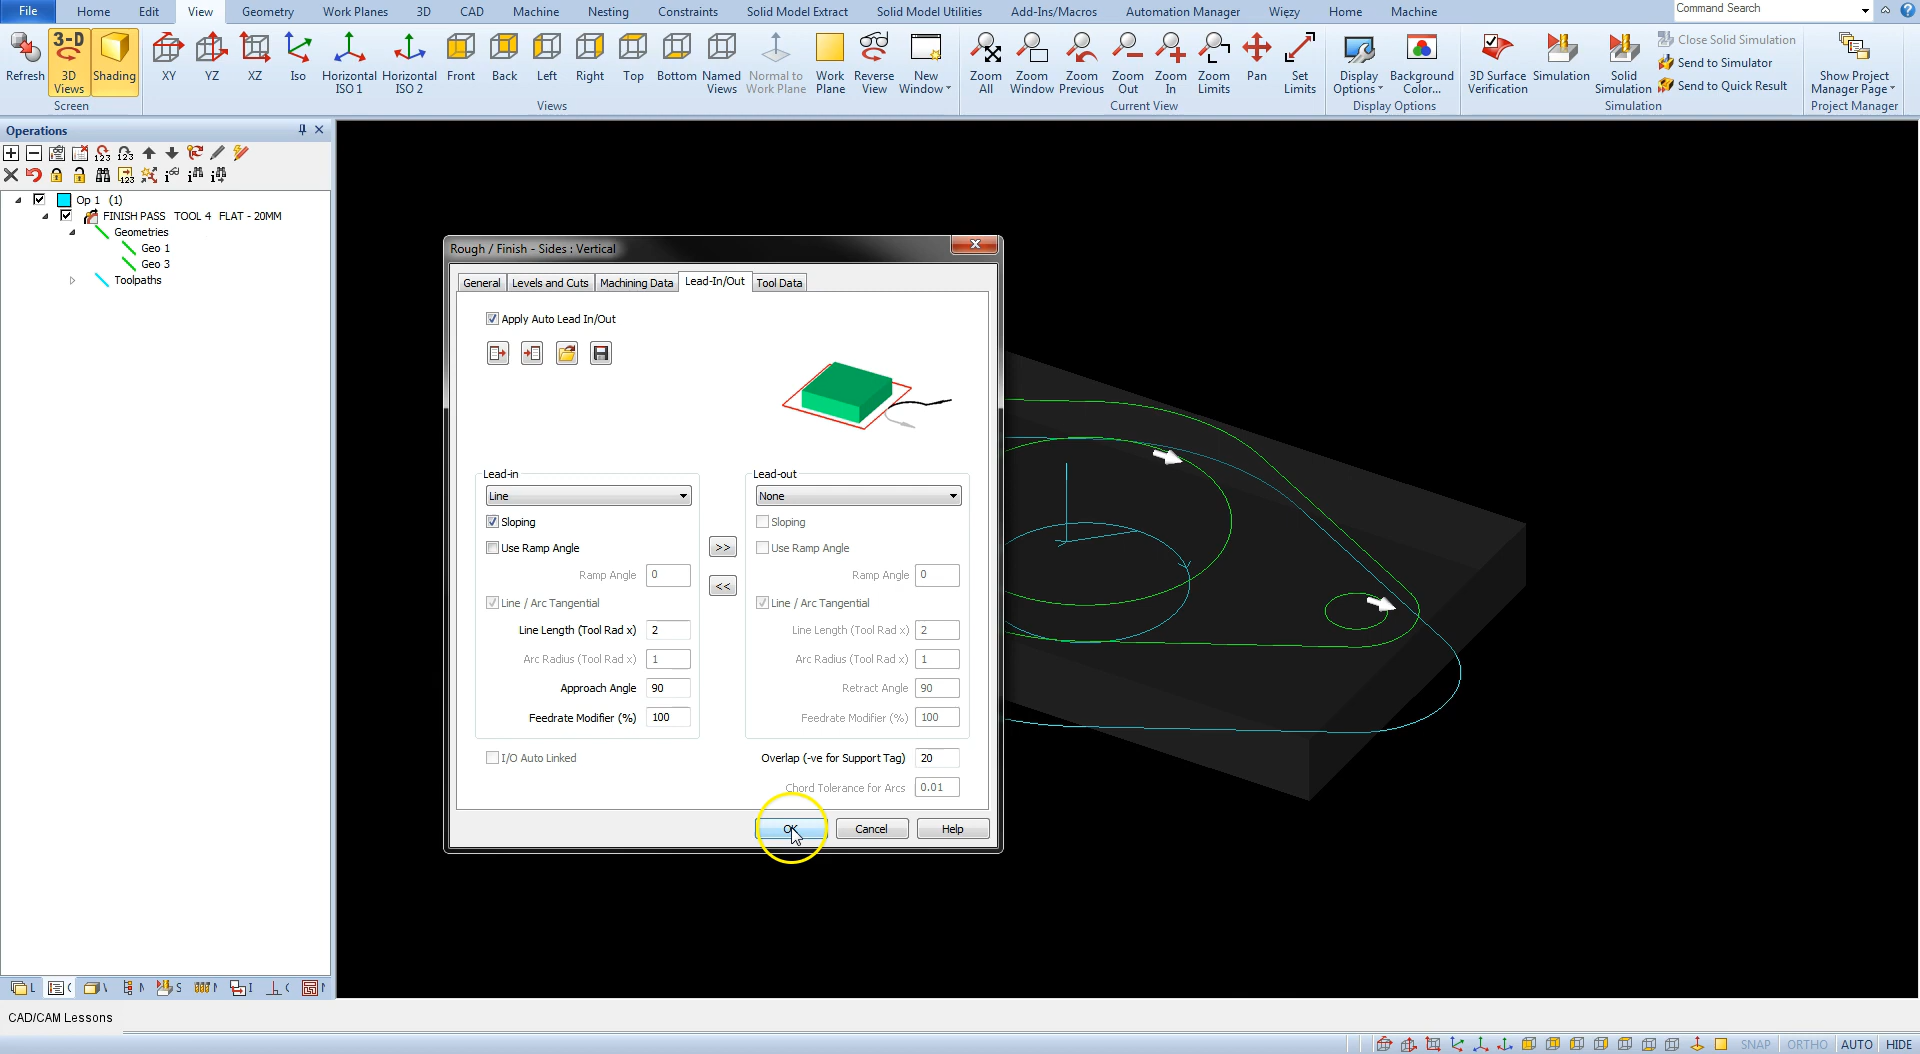 File Home Edit View Geometry Work Planes 3D CAD Machine Nesting Constraints Solid Model Extract Solid Model Utilities Add-Ins/Macros Automation Manager Więzy Home Machine Command Search
Refresh 3-D 3D Views Shading XY YZ XZ Iso Horizontal ISO 1 Horizontal ISO 2 Front Back Left Right Top Bottom Named Views Normal to Work Plane Work Plane Reverse View New Window Zoom All Zoom Window Zoom Previous Zoom Out Zoom In Zoom Limits Pan Set Limits Display Options Background Color... 3D Surface Verification Simulation Solid Simulation Close Solid Simulation Send to Simulator Send to Quick Result Show Project Manager Page
Screen Views Current View Display Options Simulation Project Manager
Operations
123 123
123
Op 1 (1)
FINISH PASS TOOL 4 FLAT - 20MM
Geometries
Geo 1
Geo 3
Toolpaths
Rough / Finish - Sides : Vertical
General Levels and Cuts Machining Data Lead-In/Out Tool Data
Apply Auto Lead In/Out
Lead-in Lead-out
Line None
Sloping Sloping
Use Ramp Angle >> Use Ramp Angle
Ramp Angle 0 << Ramp Angle 0
Line / Arc Tangential Line / Arc Tangential
Line Length (Tool Rad x) 2 Line Length (Tool Rad x) 2
Arc Radius (Tool Rad x) 1 Arc Radius (Tool Rad x) 1
Approach Angle 90 Retract Angle 90
Feedrate Modifier (%) 100 Feedrate Modifier (%) 100
I/O Auto Linked Overlap (-ve for Support Tag) 20
Chord Tolerance for Arcs 0.01
OK Cancel Help
CAD/CAM Lessons
SNAP ORTHO AUTO HIDE